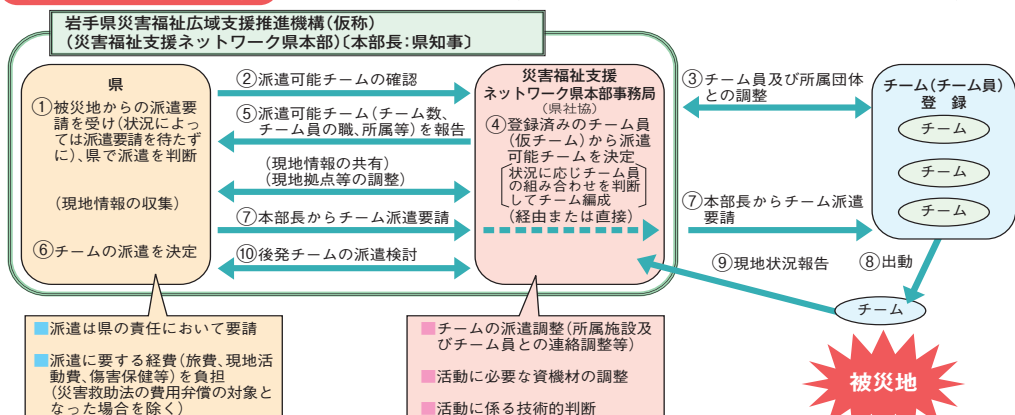 岩手県災害福祉広域支援推進機構(仮称)
(災害福祉支援ネットワーク県本部)〔本部長:県知事〕
県
①被災地からの派遣要
請を受け(状況によっ
ては派遣要請を待たず
に)、県で派遣を判断
(現地情報の収集)
⑥チームの派遣を決定
②派遣可能チームの確認
⑤派遣可能チーム(チーム数、
チーム員の職、所属等)を報告
(現地情報の共有)
(現地拠点等の調整)
⑦本部長からチーム派遣要請
⑩後発チームの派遣検討
災害福祉支援
ネットワーク県本部事務局
(県社協)
④登録済みのチーム員
(仮チーム)から派遣
可能チームを決定
状況に応じチーム員
の組み合わせを判断
してチーム編成
(経由または直接)
③チーム員及び所属団体
との調整
⑦本部長からチーム派遣
要請
⑨現地状況報告
⑧出動
チーム(チーム員)
登録
チーム
チーム
チーム
チーム
被災地
■派遣は県の責任において要請
■派遣に要する経費(旅費、現地活
動費、傷害保健等)を負担
(災害救助法の費用弁償の対象と
なった場合を除く)
■チームの派遣調整(所属施設及
びチーム員との連絡調整等)
■活動に必要な資機材の調整
■活動に係る技術的判断